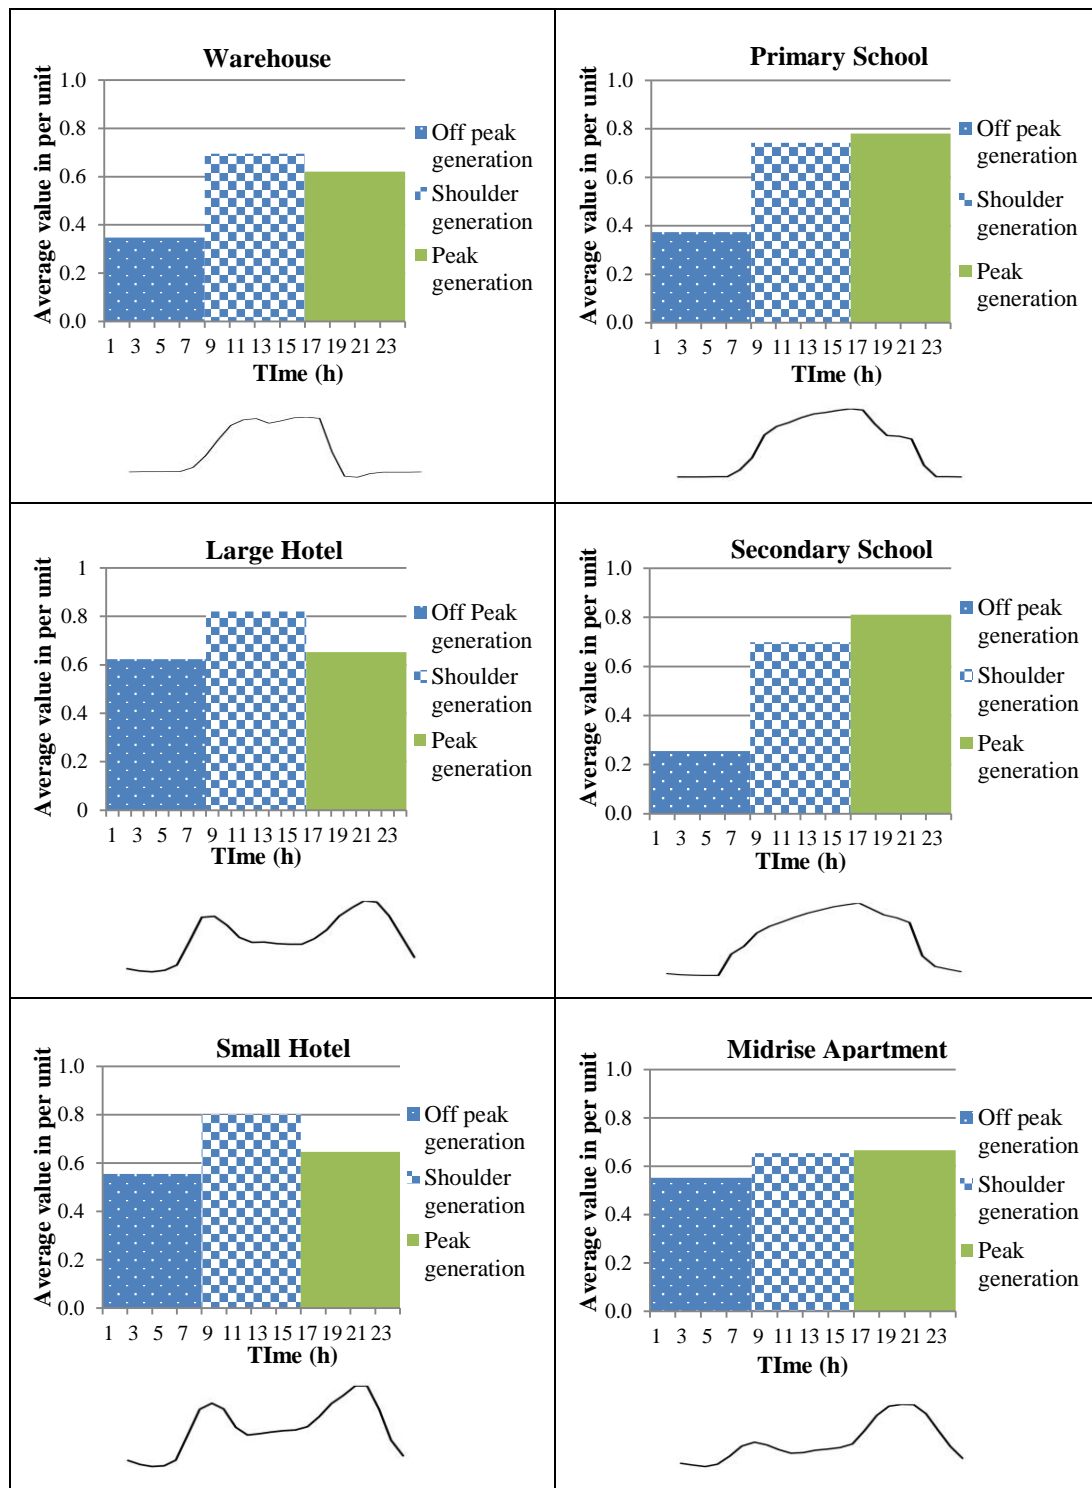 Warehouse
Average value in per unit
1.0
0.8
0.6
0.4
0.2
0.0
1 3 5 7 9 11 13 15 17 19 21 23
TIme (h)
Off peak
generation
Shoulder
generation
Peak
generation
Primary School
Average value in per unit
1.0
0.8
0.6
0.4
0.2
0.0
1 3 5 7 9 11 13 15 17 19 21 23
TIme (h)
Off peak
generation
Shoulder
generation
Peak
generation
Large Hotel
Average value in per unit
1
0.8
0.6
0.4
0.2
0
1 3 5 7 9 11 13 15 17 19 21 23
TIme (h)
Off Peak
generation
Shoulder
generation
Peak
generation
Secondary School
Average value in per unit
1.0
0.8
0.6
0.4
0.2
0.0
1 3 5 7 9 11 13 15 17 19 21 23
TIme (h)
Off peak
generation
Shoulder
generation
Peak
generation
Small Hotel
Average value in per unit
1.0
0.8
0.6
0.4
0.2
0.0
1 3 5 7 9 11 13 15 17 19 21 23
TIme (h)
Off peak
generation
Shoulder
generation
Peak
generation
Midrise Apartment
Average value in per unit
1.0
0.8
0.6
0.4
0.2
0.0
1 3 5 7 9 11 13 15 17 19 21 23
TIme (h)
Off peak
generation
Shoulder
generation
Peak
generation